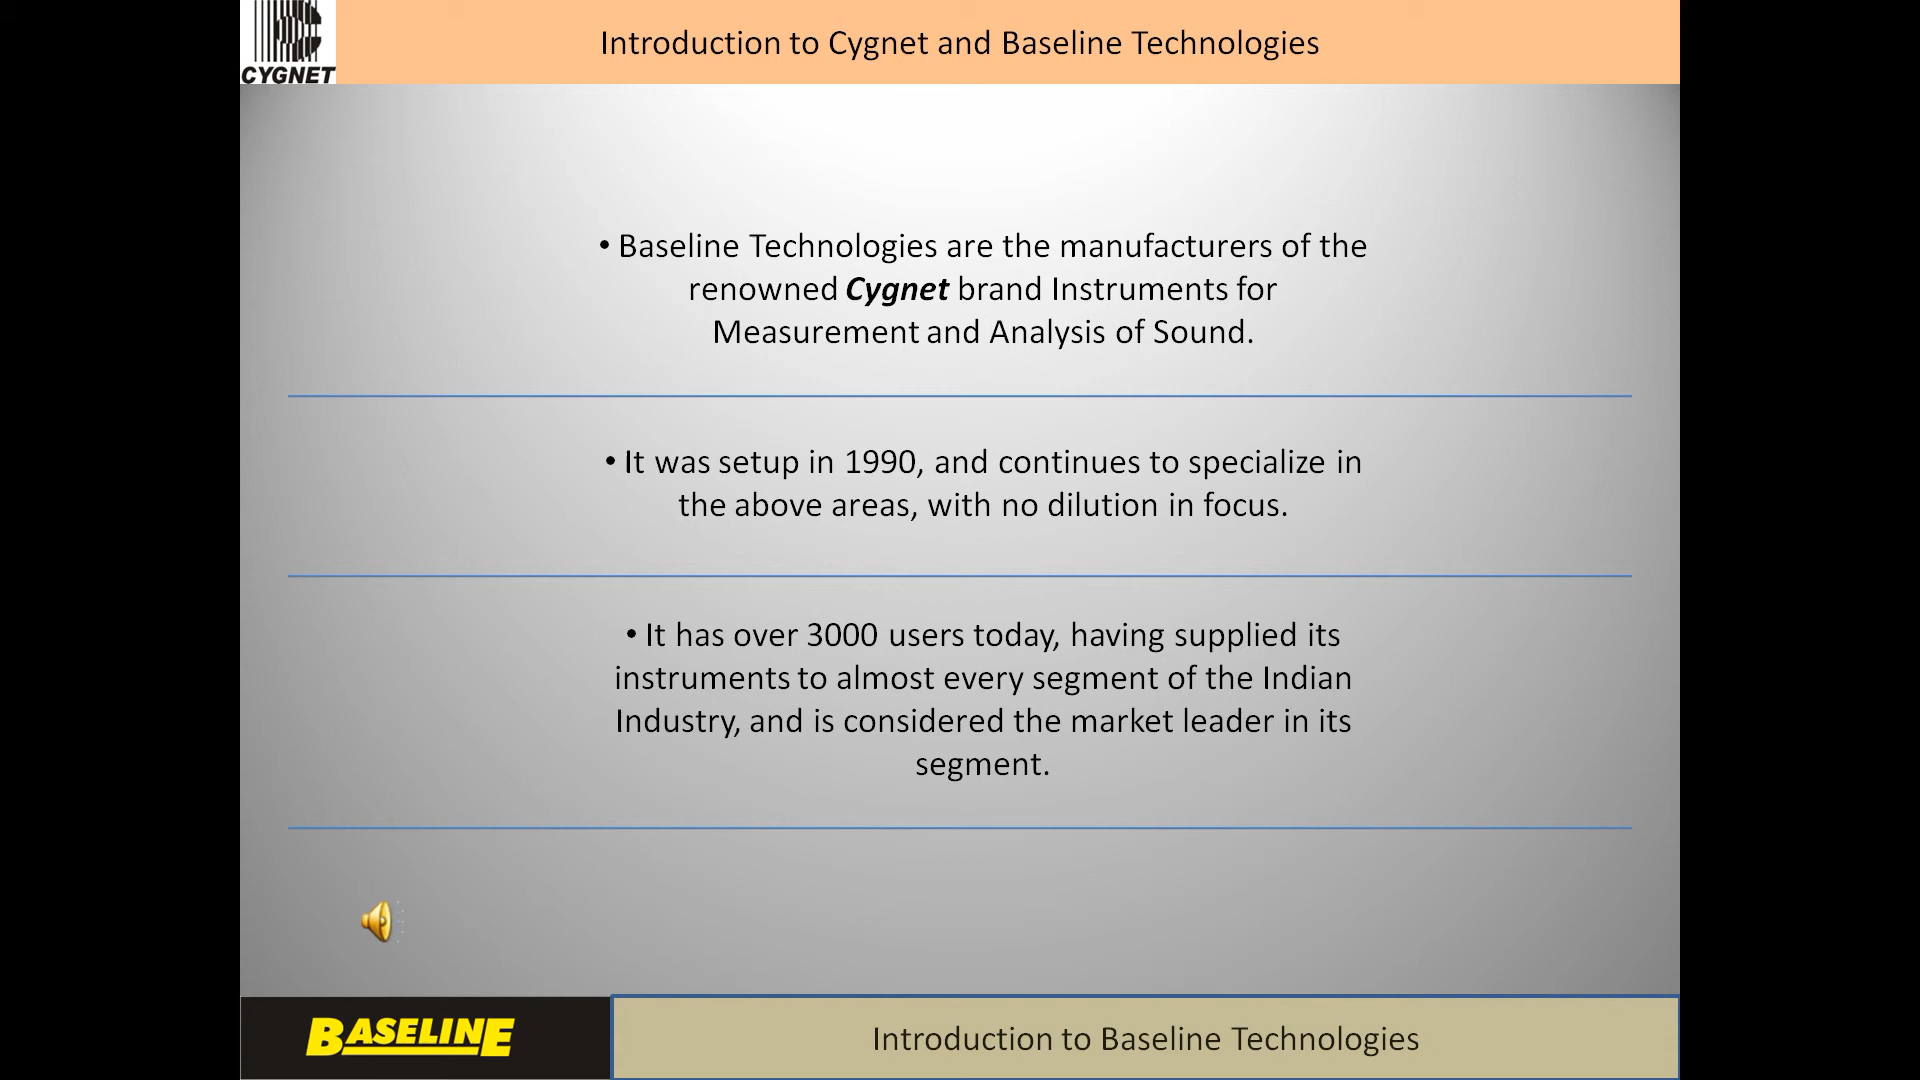 CYGNET
Introduction to Cygnet and Baseline Technologies
• Baseline Technologies are the manufacturers of the
renowned Cygnet brand Instruments for
Measurement and Analysis of Sound.
• It was setup in 1990, and continues to specialize in
the above areas, with no dilution in focus.
• It has over 3000 users today, having supplied its
instruments to almost every segment of the Indian
Industry, and is considered the market leader in its
segment.
BASELINE
Introduction to Baseline Technologies